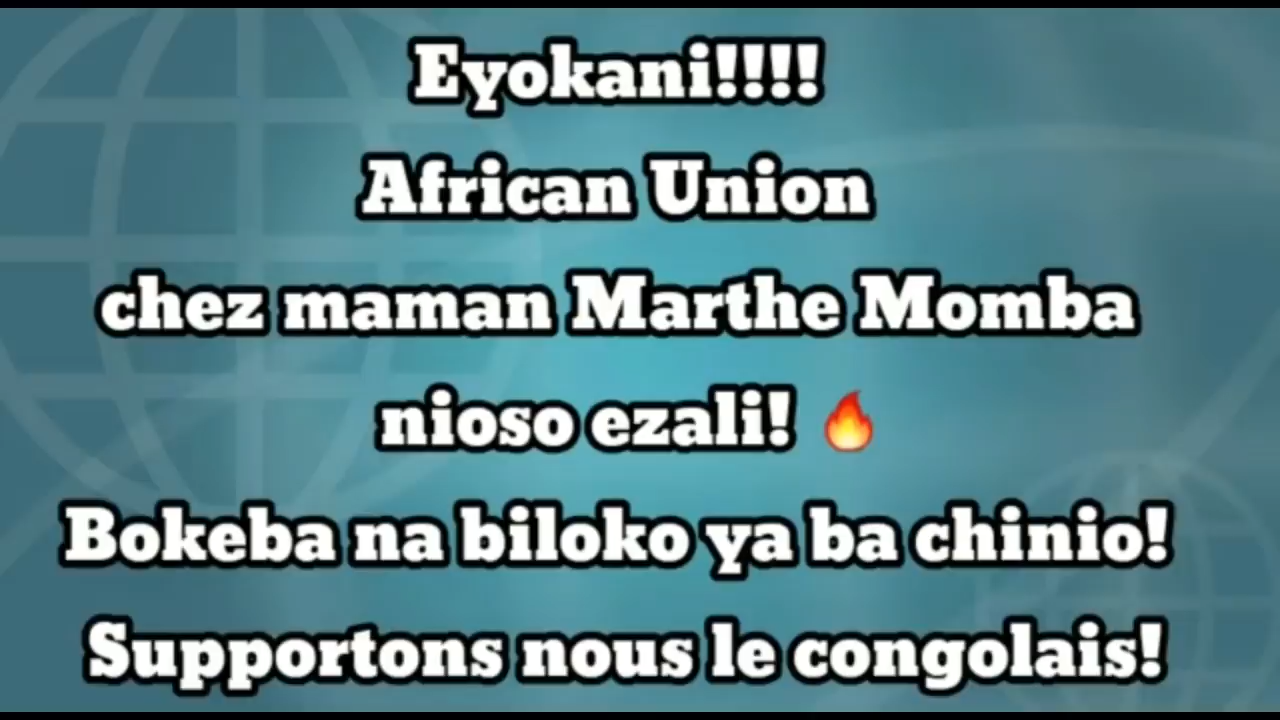 Eyokani!!!!
African Union
chez maman Marthe Momba
nioso ezali! 🔥
Bokeba na biloko ya ba chinio!
Supportons nous le congolais!